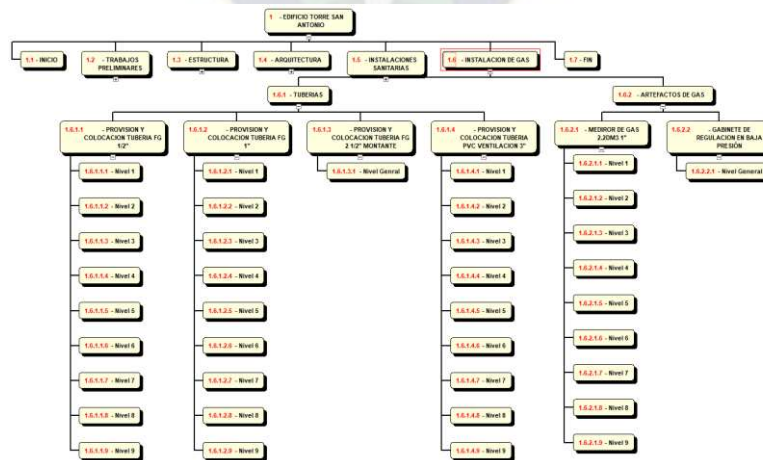 1 - EDIFICIO TORRE SAN
ANTONIO
1.1 - INICIO
1.2 - TRABAJOS
PRELIMINARES
1.3 - ESTRUCTURA
1.4 - ARQUITECTURA
1.5 - INSTALACIONES
SANITARIAS
1.6 - INSTALACION DE GAS
1.7 - FIN
1.6.1 - TUBERIAS
1.6.2 - ARTEFACTOS DE GAS
1.6.1.1 - PROVISION Y
COLOCACION TUBERIA FG
1/2"
1.6.1.2 - PROVISION Y
COLOCACION TUBERIA FG
1"
1.6.1.3 - PROVISION Y
COLOCACION TUBERIA FG
2 1/2" MONTANTE
1.6.1.4 - PROVISION Y
COLOCACION TUBERIA
PVC VENTILACION 3"
1.6.2.1 - MEDIROR DE GAS
2,2DM3 1"
1.6.2.2 - GABINETE DE
REGULACION EN BAJA
PRESIÓN
1.6.1.1.1 - Nivel 1
1.6.1.1.2 - Nivel 2
1.6.1.1.3 - Nivel 3
1.6.1.1.4 - Nivel 4
1.6.1.1.5 - Nivel 5
1.6.1.1.6 - Nivel 6
1.6.1.1.7 - Nivel 7
1.6.1.1.8 - Nivel 8
1.6.1.1.9 - Nivel 9
1.6.1.2.1 - Nivel 1
1.6.1.2.2 - Nivel 2
1.6.1.2.3 - Nivel 3
1.6.1.2.4 - Nivel 4
1.6.1.2.5 - Nivel 5
1.6.1.2.6 - Nivel 6
1.6.1.2.7 - Nivel 7
1.6.1.2.8 - Nivel 8
1.6.1.2.9 - Nivel 9
1.6.1.3.1 - Nivel Genral
1.6.1.4.1 - Nivel 1
1.6.1.4.2 - Nivel 2
1.6.1.4.3 - Nivel 3
1.6.1.4.4 - Nivel 4
1.6.1.4.5 - Nivel 5
1.6.1.4.6 - Nivel 6
1.6.1.4.7 - Nivel 7
1.6.1.4.8 - Nivel 8
1.6.1.4.9 - Nivel 9
1.6.2.1.1 - Nivel 1
1.6.2.1.2 - Nivel 2
1.6.2.1.3 - Nivel 3
1.6.2.1.4 - Nivel 4
1.6.2.1.5 - Nivel 5
1.6.2.1.6 - Nivel 6
1.6.2.1.7 - Nivel 7
1.6.2.1.8 - Nivel 8
1.6.2.1.9 - Nivel 9
1.6.2.2.1 - Nivel General